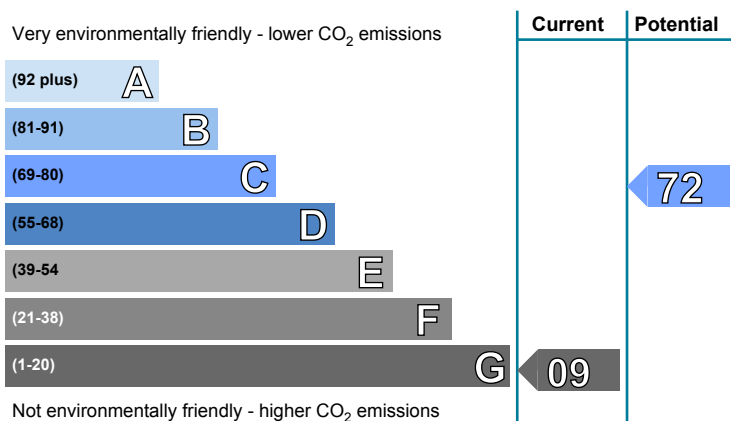 Very environmentally friendly - lower CO₂ emissions
Current
Potential
(92 plus) A
(81-91) B
(69-80) C
72
(55-68) D
(39-54 E
(21-38) F
(1-20) G
09
Not environmentally friendly - higher CO₂ emissions